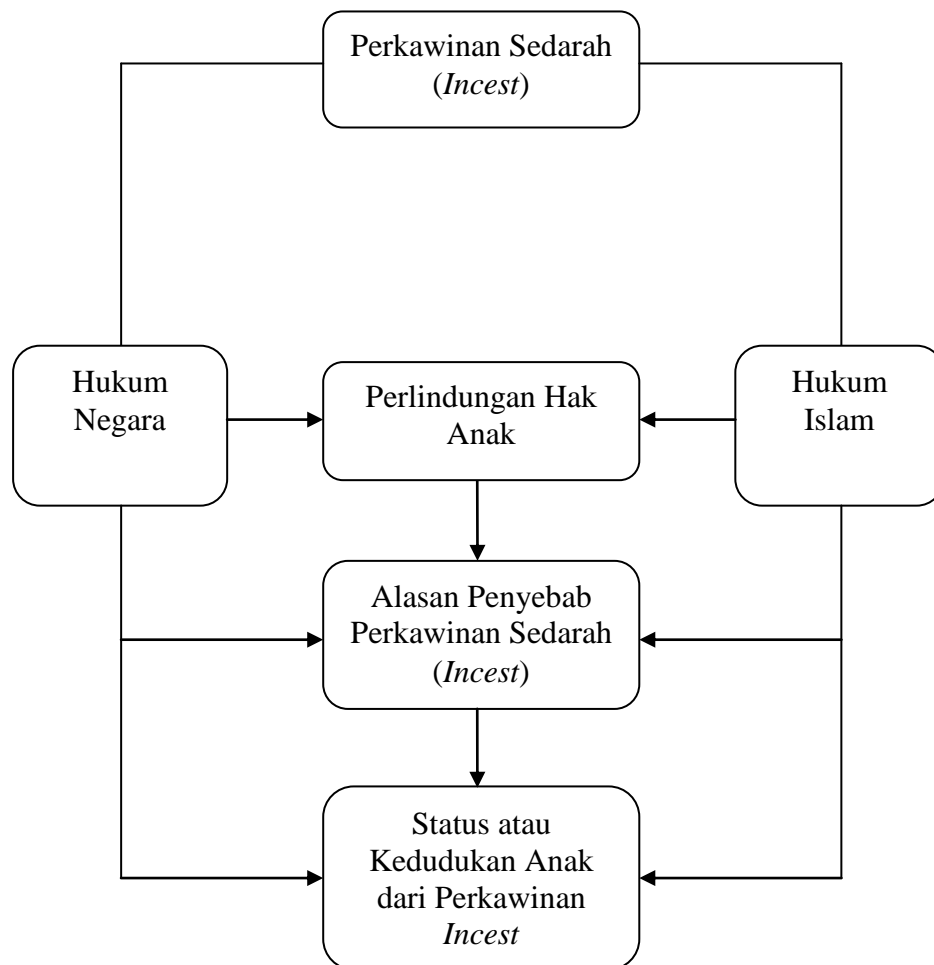 Perkawinan Sedarah
(Incest)
Hukum
Negara
Perlindungan Hak
Anak
Hukum
Islam
Alasan Penyebab
Perkawinan Sedarah
(Incest)
Status atau
Kedudukan Anak
dari Perkawinan
Incest